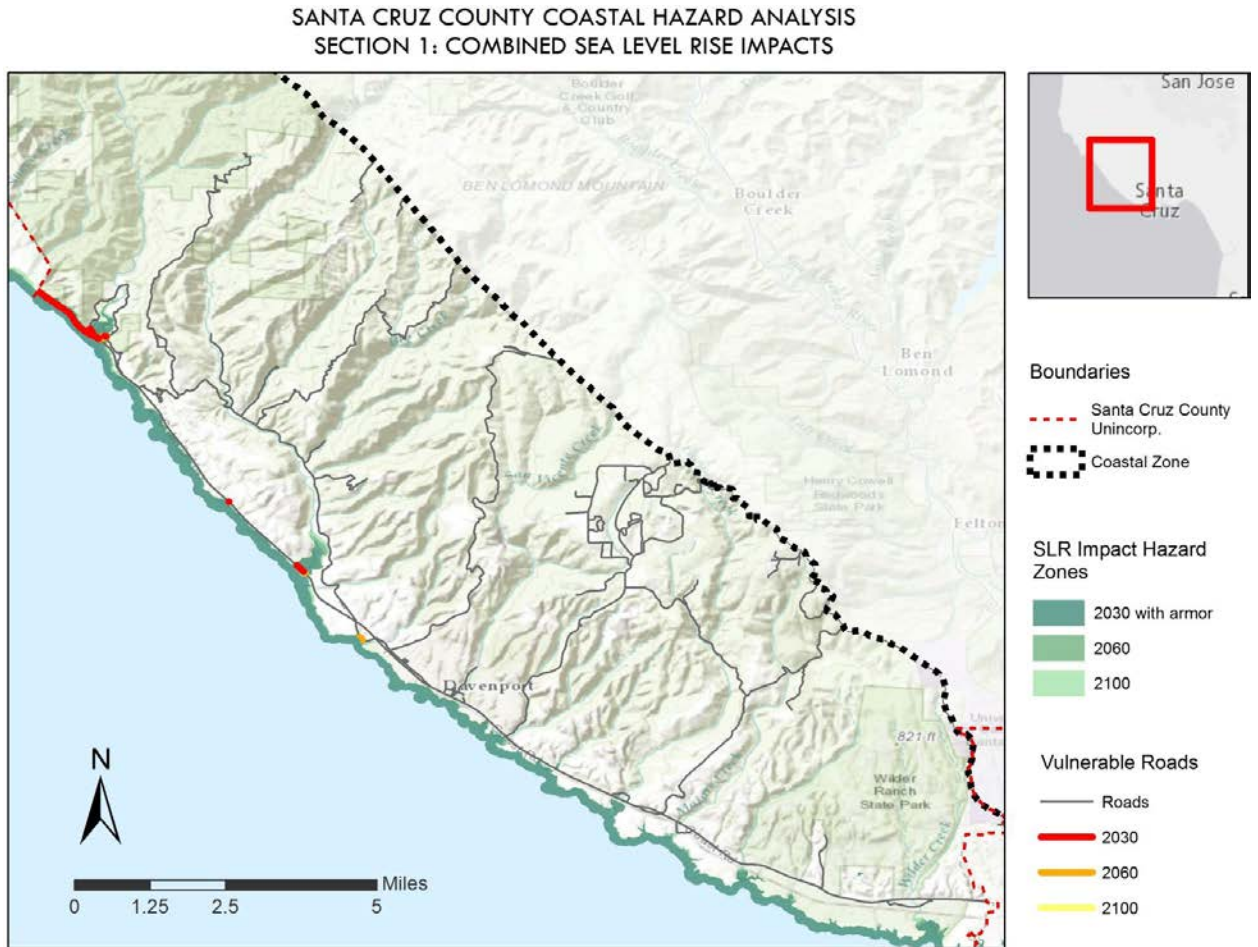 SANTA CRUZ COUNTY COASTAL HAZARD ANALYSIS
SECTION 1: COMBINED SEA LEVEL RISE IMPACTS
Boulder
Creek Golf
& Country
Club
BEN LOMOND MOUNTAIN
Boulder
Creek
Ben
Lomond
Creek
Henry Cowell
Redwoods
State Park
Felton
Davenport
821 ft
Wilder
Ranch
State Park
Wilder Creek
N
Miles
0
1.25
2.5
5
San Jose
Santa
Cruz
Boundaries
Santa Cruz County
Unincorp.
Coastal Zone
SLR Impact Hazard
Zones
2030 with armor
2060
2100
Vulnerable Roads
Roads
2030
2060
2100